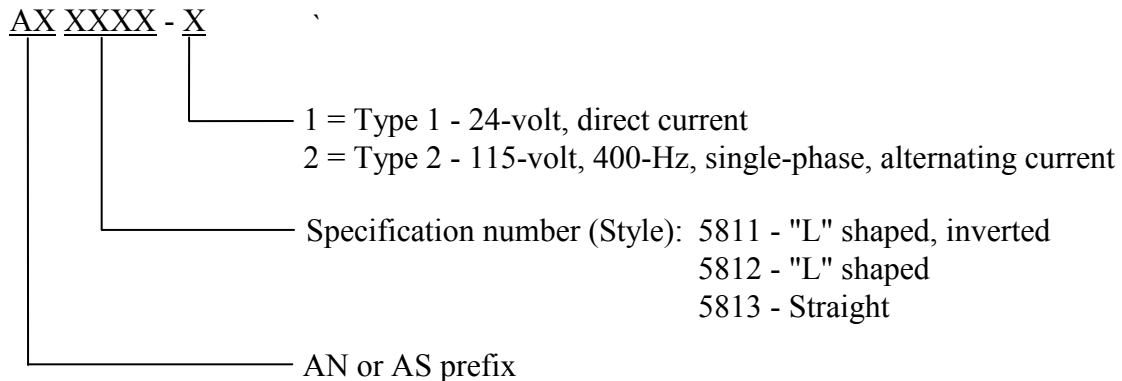 AX XXXX - X `
1 = Type 1 - 24-volt, direct current
2 = Type 2 - 115-volt, 400-Hz, single-phase, alternating current
Specification number (Style): 5811 - "L" shaped, inverted
5812 - "L" shaped
5813 - Straight
AN or AS prefix